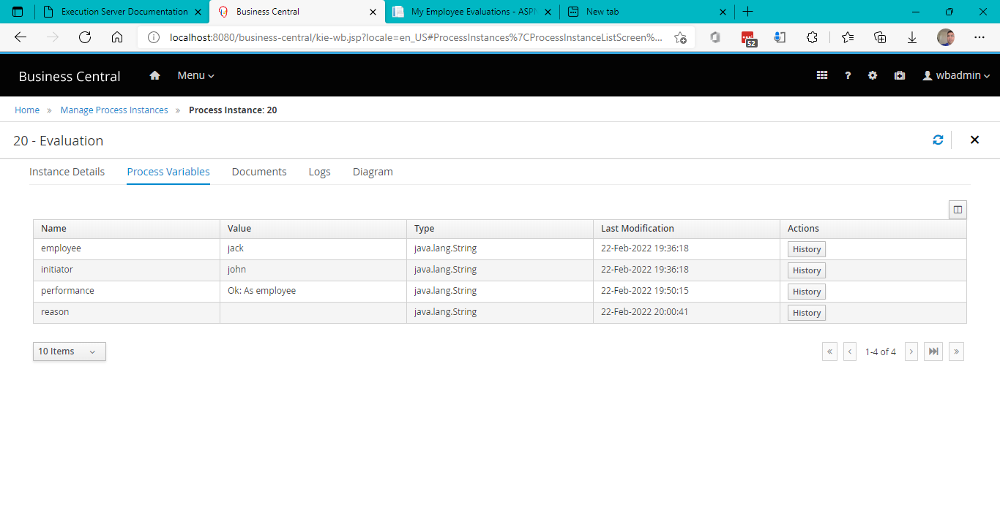 Execution Server Documentation
Business Central
My Employee Evaluations - ASPN
New tab
localhost:8080/business-central/kie-wb.jsp?locale=en_US#ProcessInstances%7CProcessInstanceListScreen%...
52
Business Central
Menu
?
wbadmin
Home » Manage Process Instances » Process Instance: 20
20 - Evaluation
Instance Details Process Variables Documents Logs Diagram
Name Value Type Last Modification Actions
employee jack java.lang.String 22-Feb-2022 19:36:18 History
initiator john java.lang.String 22-Feb-2022 19:36:18 History
performance Ok: As employee java.lang.String 22-Feb-2022 19:50:15 History
reason java.lang.String 22-Feb-2022 20:00:41 History
10 Items
« ‹ 1-4 of 4 › »